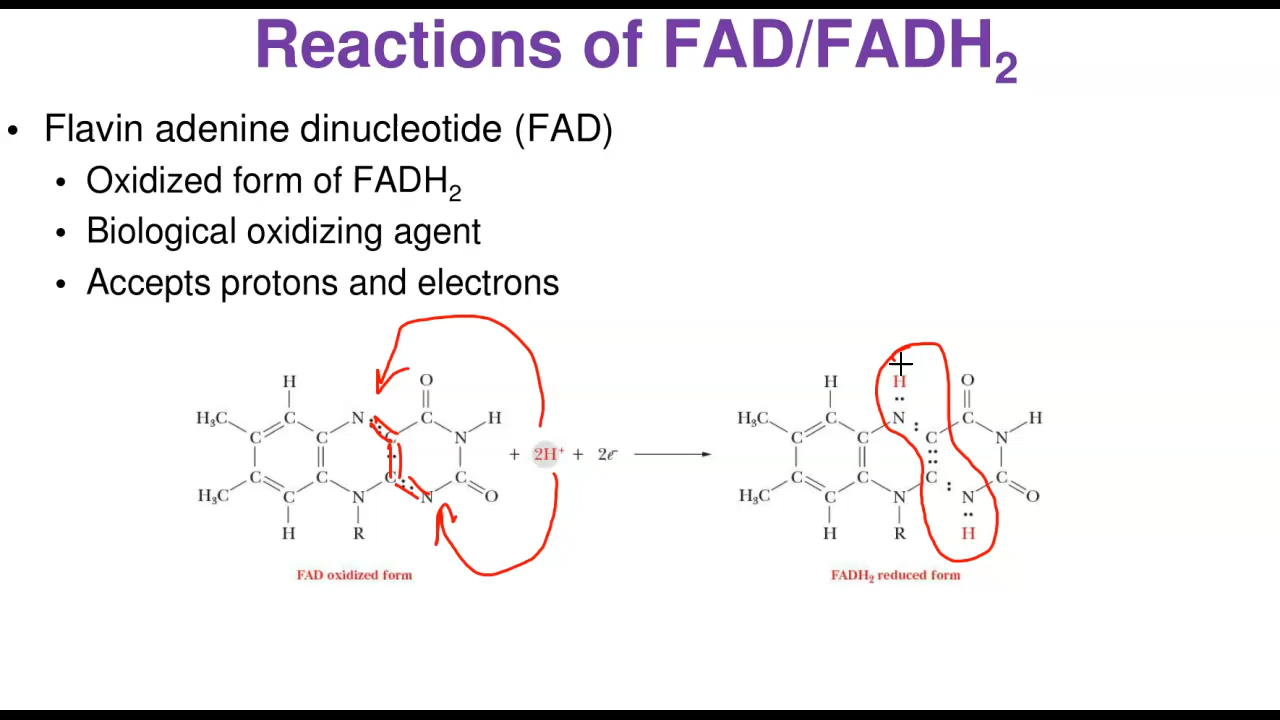 Reactions of FAD/FADH₂
• Flavin adenine dinucleotide (FAD)
• Oxidized form of FADH₂
• Biological oxidizing agent
• Accepts protons and electrons
H O
H₃C C N C H
C C C N
+ 2H⁺ + 2e⁻
C C C C
H₃C C N N O
H R
FAD oxidized form
H H O
H₃C C N C H
C C C N
C C C C
H₃C C N N O
H R H
FADH₂ reduced form